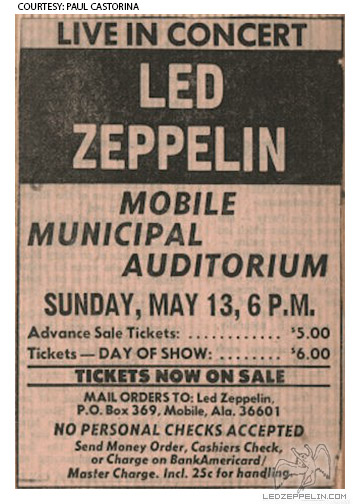 COURTESY: PAUL CASTORINA
LIVE IN CONCERT
LED
ZEPPELIN
MOBILE
MUNICIPAL
AUDITORIUM
SUNDAY, MAY 13, 6 P.M.
Advance Sale Tickets: ............ $5.00
Tickets — DAY OF SHOW: ........ $6.00
TICKETS NOW ON SALE
MAIL ORDERS TO: Led Zeppelin,
P.O. Box 369, Mobile, Ala. 36601
NO PERSONAL CHECKS ACCEPTED
Send Money Order, Cashiers Check,
or Charge on BankAmericard/
Master Charge. Incl. 25c for handling.
LEDZEPPELIN.COM